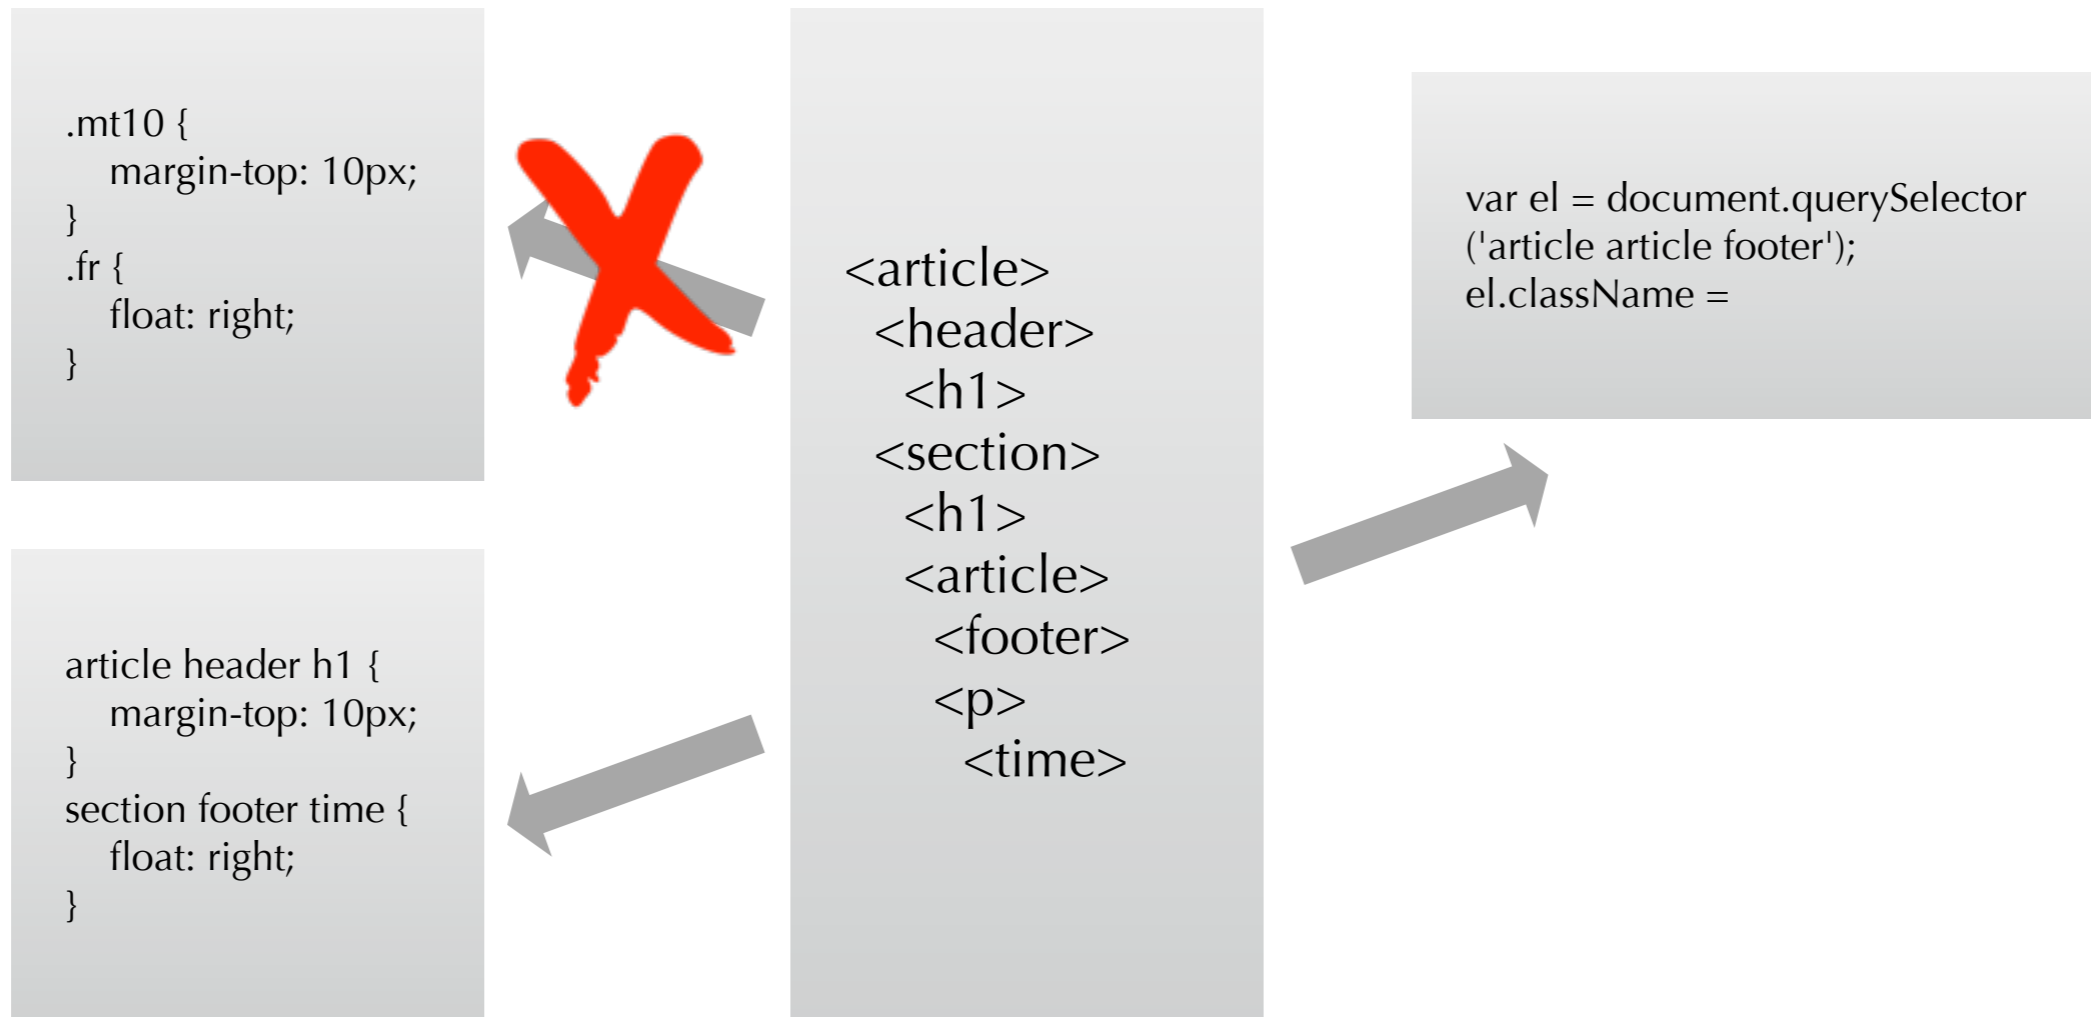 .mt10 {
margin-top: 10px;
}
.fr {
float: right;
}
article header h1 {
margin-top: 10px;
}
section footer time {
float: right;
}
<article>
<header>
<h1>
<section>
<h1>
<article>
<footer>
<p>
<time>
var el = document.querySelector
('article article footer');
el.className =